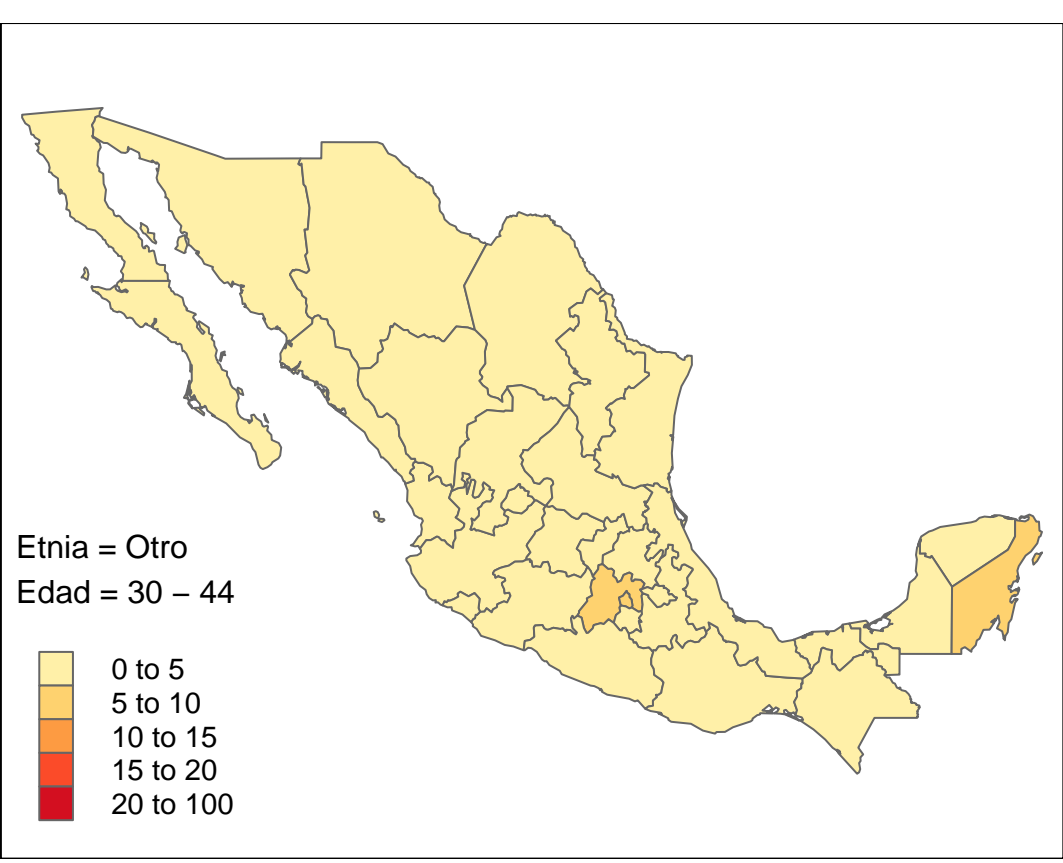 Etnia = Otro
Edad = 30 − 44
0 to 5
5 to 10
10 to 15
15 to 20
20 to 100